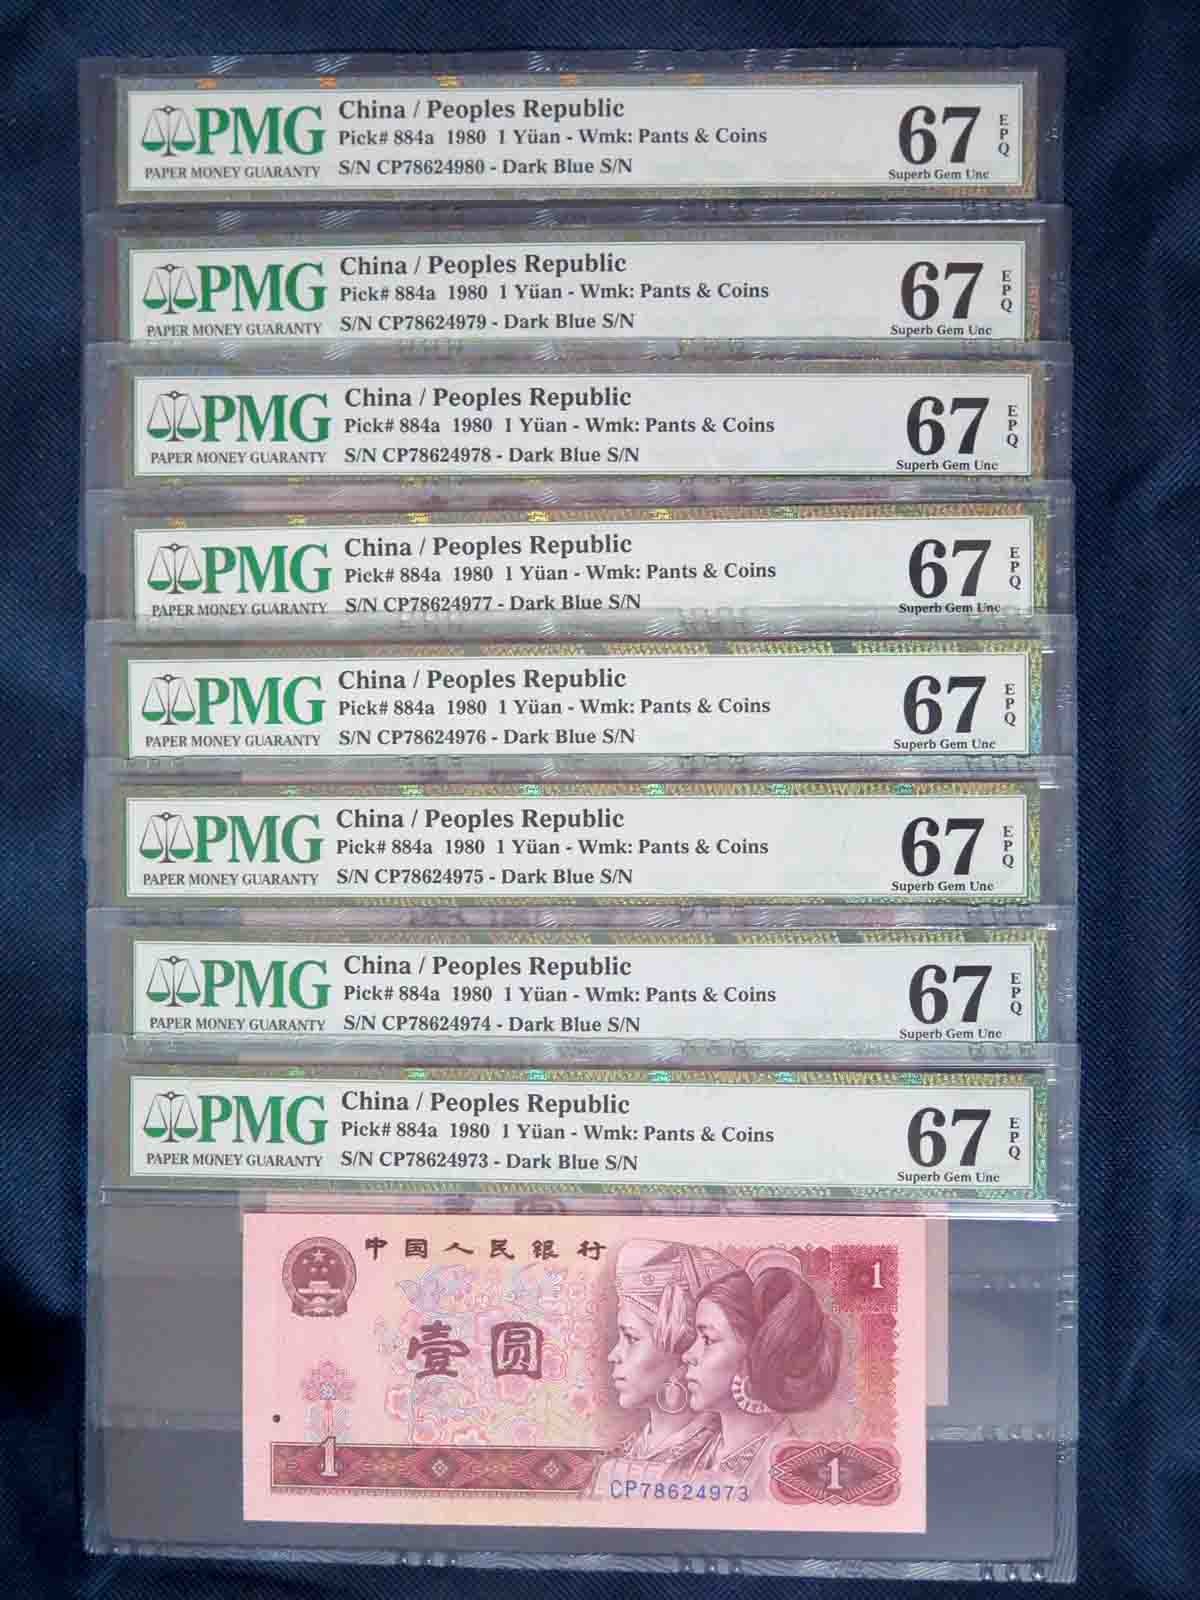 PMG
PAPER MONEY GUARANTY
China / Peoples Republic
Pick# 884a 1980 1 Yüan - Wmk: Pants & Coins
S/N CP78624980 - Dark Blue S/N
67
EPQ
Superb Gem Unc
PMG
PAPER MONEY GUARANTY
China / Peoples Republic
Pick# 884a 1980 1 Yüan - Wmk: Pants & Coins
S/N CP78624979 - Dark Blue S/N
67
EPQ
Superb Gem Unc
PMG
PAPER MONEY GUARANTY
China / Peoples Republic
Pick# 884a 1980 1 Yüan - Wmk: Pants & Coins
S/N CP78624978 - Dark Blue S/N
67
EPQ
Superb Gem Unc
PMG
PAPER MONEY GUARANTY
China / Peoples Republic
Pick# 884a 1980 1 Yüan - Wmk: Pants & Coins
S/N CP78624977 - Dark Blue S/N
67
EPQ
Superb Gem Unc
PMG
PAPER MONEY GUARANTY
China / Peoples Republic
Pick# 884a 1980 1 Yüan - Wmk: Pants & Coins
S/N CP78624976 - Dark Blue S/N
67
EPQ
Superb Gem Unc
PMG
PAPER MONEY GUARANTY
China / Peoples Republic
Pick# 884a 1980 1 Yüan - Wmk: Pants & Coins
S/N CP78624975 - Dark Blue S/N
67
EPQ
Superb Gem Unc
PMG
PAPER MONEY GUARANTY
China / Peoples Republic
Pick# 884a 1980 1 Yüan - Wmk: Pants & Coins
S/N CP78624974 - Dark Blue S/N
67
EPQ
Superb Gem Unc
PMG
PAPER MONEY GUARANTY
China / Peoples Republic
Pick# 884a 1980 1 Yüan - Wmk: Pants & Coins
S/N CP78624973 - Dark Blue S/N
67
EPQ
Superb Gem Unc
中国人民银行
1
壹圆
1
1
CP78624973